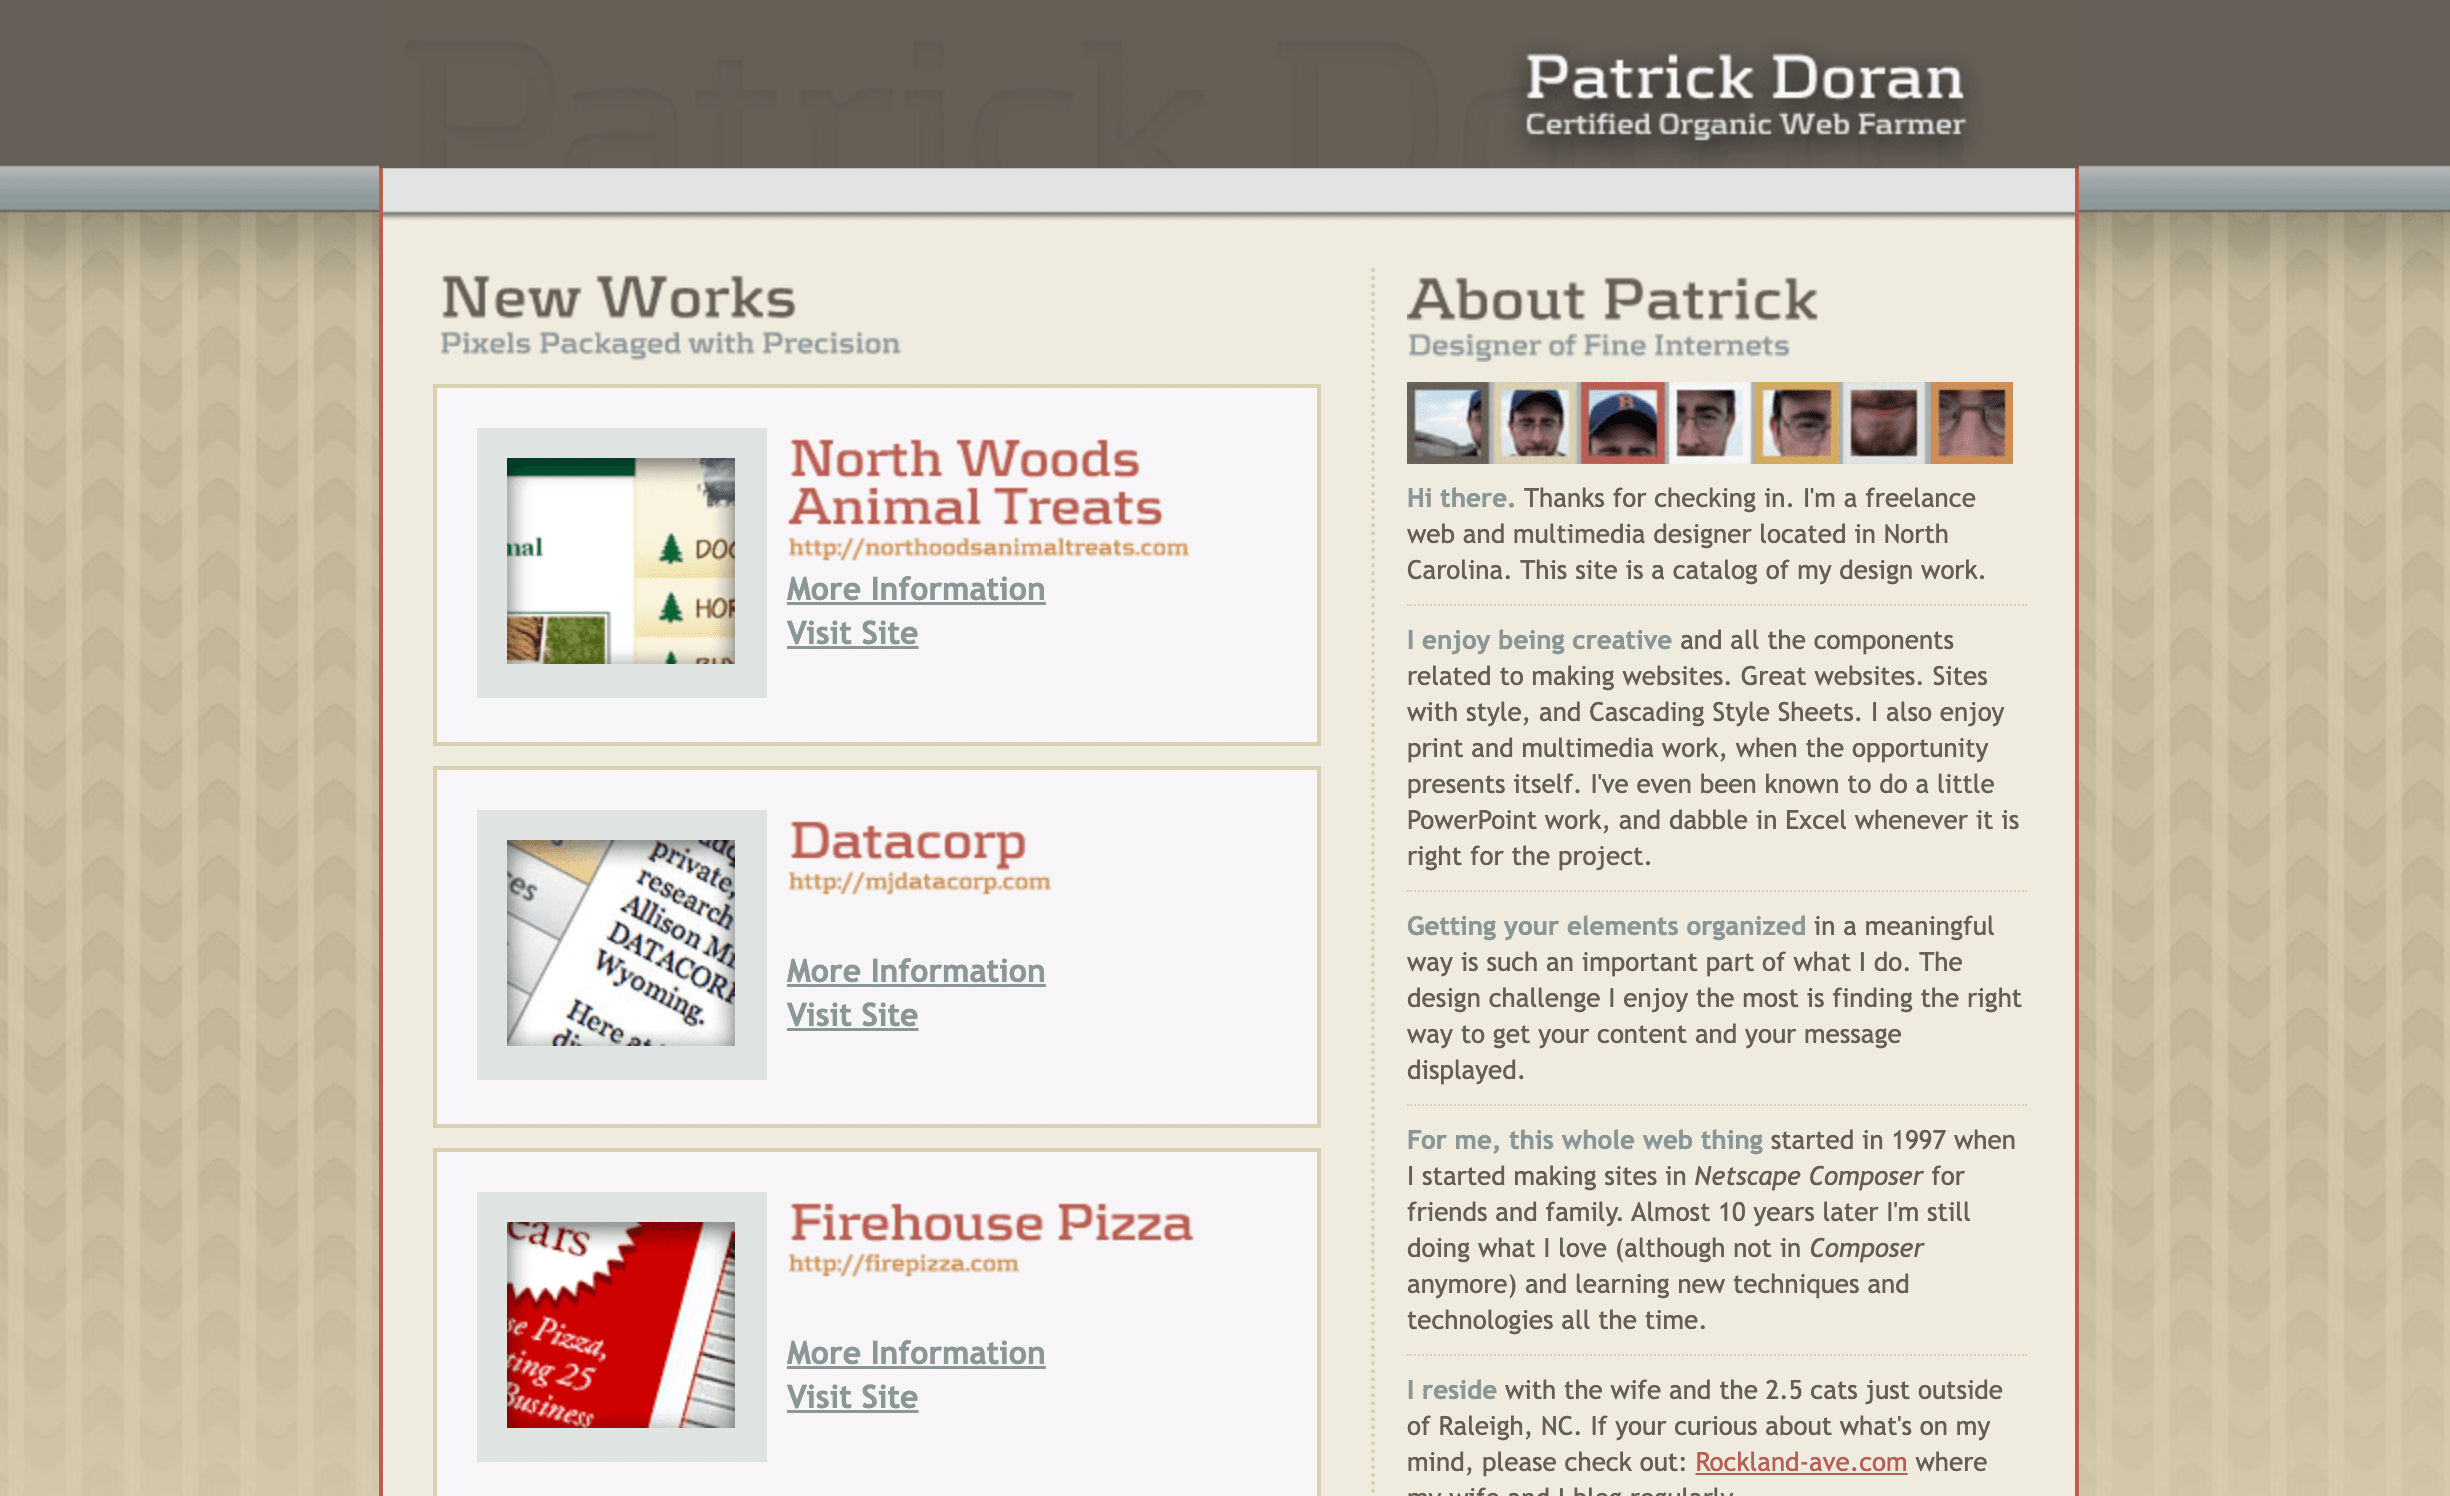 Patrick Doran
Certified Organic Web Farmer
New Works
Pixels Packaged with Precision
North Woods
Animal Treats
http://northoodsanimaltreats.com
More Information
Visit Site
Datacorp
http://mjdatacorp.com
More Information
Visit Site
private,
research
DATACOR
Wyoming.
Here at
Firehouse Pizza
http://firepizza.com
More Information
Visit Site
ears
se Pizza,
ting 25
Business
About Patrick
Designer of Fine Internets
Hi there. Thanks for checking in. I'm a freelance
web and multimedia designer located in North
Carolina. This site is a catalog of my design work.
I enjoy being creative and all the components
related to making websites. Great websites. Sites
with style, and Cascading Style Sheets. I also enjoy
print and multimedia work, when the opportunity
presents itself. I've even been known to do a little
PowerPoint work, and dabble in Excel whenever it is
right for the project.
Getting your elements organized in a meaningful
way is such an important part of what I do. The
design challenge I enjoy the most is finding the right
way to get your content and your message
displayed.
For me, this whole web thing started in 1997 when
I started making sites in Netscape Composer for
friends and family. Almost 10 years later I'm still
doing what I love (although not in Composer
anymore) and learning new techniques and
technologies all the time.
I reside with the wife and the 2.5 cats just outside
of Raleigh, NC. If your curious about what's on my
mind, please check out: Rockland-ave.com where
my wife and I blog regularly.